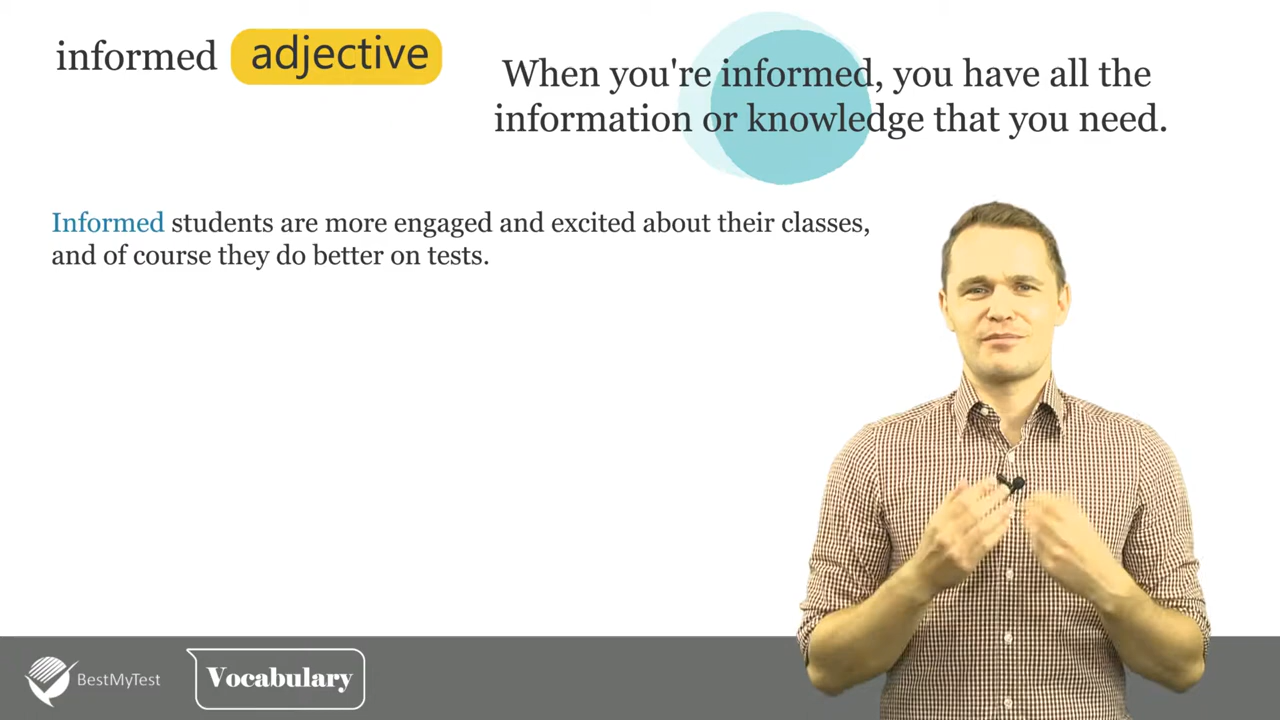 informed adjective
When you're informed, you have all the
information or knowledge that you need.
Informed students are more engaged and excited about their classes,
and of course they do better on tests.
BestMyTest
Vocabulary